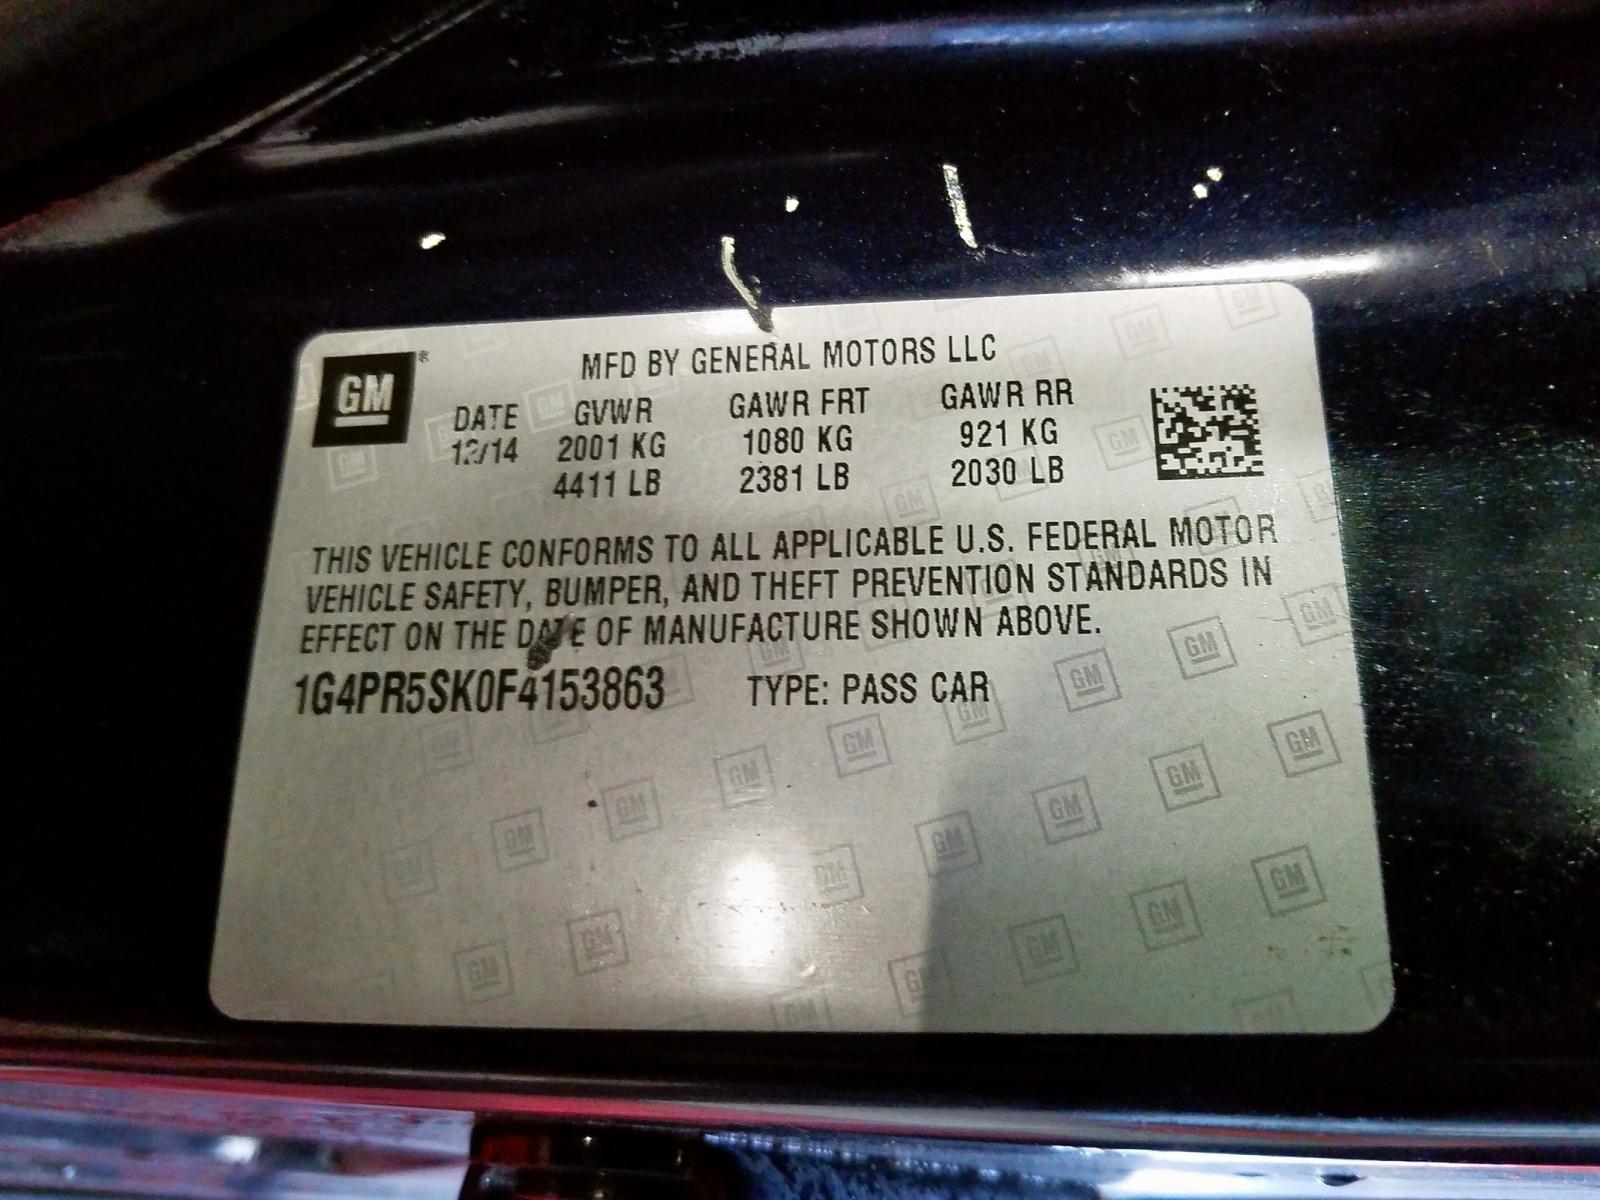 GM®
MFD BY GENERAL MOTORS LLC
DATE GVWR GAWR FRT GAWR RR
12/14 2001 KG 1080 KG 921 KG
4411 LB 2381 LB 2030 LB
THIS VEHICLE CONFORMS TO ALL APPLICABLE U.S. FEDERAL MOTOR
VEHICLE SAFETY, BUMPER, AND THEFT PREVENTION STANDARDS IN
EFFECT ON THE DATE OF MANUFACTURE SHOWN ABOVE.
1G4PR5SK0F4153863 TYPE: PASS CAR